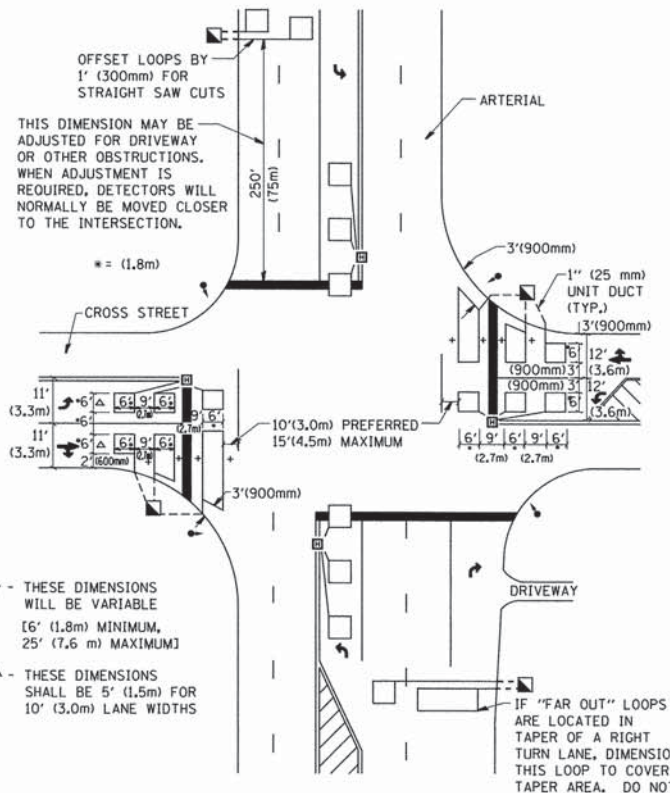 OFFSET LOOPS BY
1' (300mm) FOR
STRAIGHT SAW CUTS
THIS DIMENSION MAY BE
ADJUSTED FOR DRIVEWAY
OR OTHER OBSTRUCTIONS.
WHEN ADJUSTMENT IS
REQUIRED, DETECTORS WILL
NORMALLY BE MOVED CLOSER
TO THE INTERSECTION.
250'
(75m)
ARTERIAL
* = (1.8m)
H
3'(900mm)
1" (25 mm)
UNIT DUCT
(TYP.)
CROSS STREET
3'(900mm)
+ + + +
*6'
12'
(3.6m)
(900mm) 3'
(900mm) 3'
12'
(3.6m)
*6'
H
H
11'
(3.3m)
*6'
6' 9' 6'
*6'
9' *6'
(2.7m)
11'
(3.3m)
*6'
6' 9' 6'
2' (600mm)
10'(3.0m) PREFERRED
15'(4.5m) MAXIMUM
6' 9' 6' 9' 6'
(2.7m) (2.7m)
3'(900mm)
H
- THESE DIMENSIONS
WILL BE VARIABLE
[6' (1.8m) MINIMUM,
25' (7.6 m) MAXIMUM]
DRIVEWAY
- THESE DIMENSIONS
SHALL BE 5' (1.5m) FOR
10' (3.0m) LANE WIDTHS
IF "FAR OUT" LOOPS
ARE LOCATED IN
TAPER OF A RIGHT
TURN LANE, DIMENSIO
THIS LOOP TO COVER
TAPER AREA. DO NOT